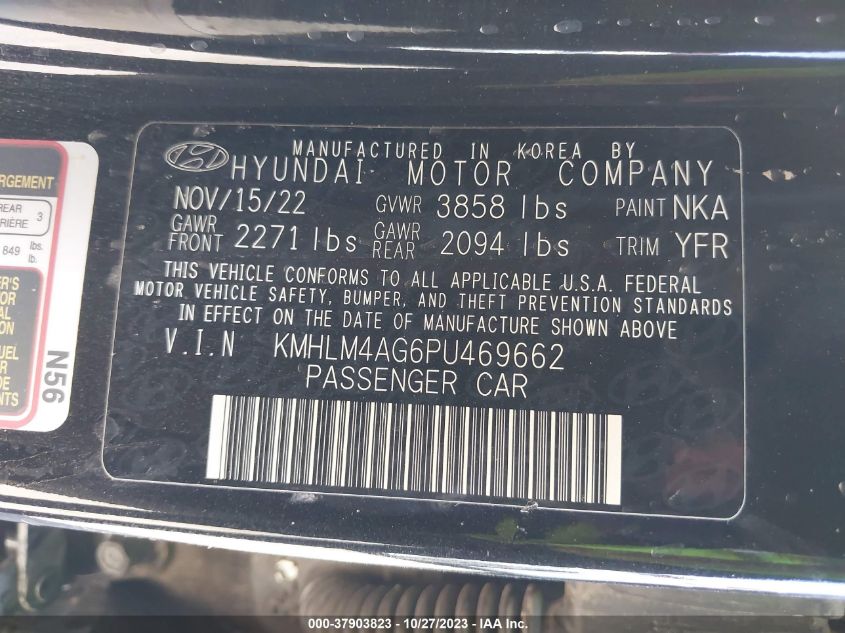 MANUFACTURED IN KOREA BY
HYUNDAI MOTOR COMPANY
NOV/15/22 GVWR 3858 lbs PAINT NKA
GAWR FRONT 2271 lbs GAWR REAR 2094 lbs TRIM YFR
THIS VEHICLE CONFORMS TO ALL APPLICABLE U.S.A. FEDERAL
MOTOR VEHICLE SAFETY, BUMPER, AND THEFT PREVENTION STANDARDS
IN EFFECT ON THE DATE OF MANUFACTURE SHOWN ABOVE
V.I.N KMHLM4AG6PU469662
PASSENGER CAR
REAR 3
849 lbs.
lb.
N56
000-37903823 - 10/27/2023 - IAA Inc.